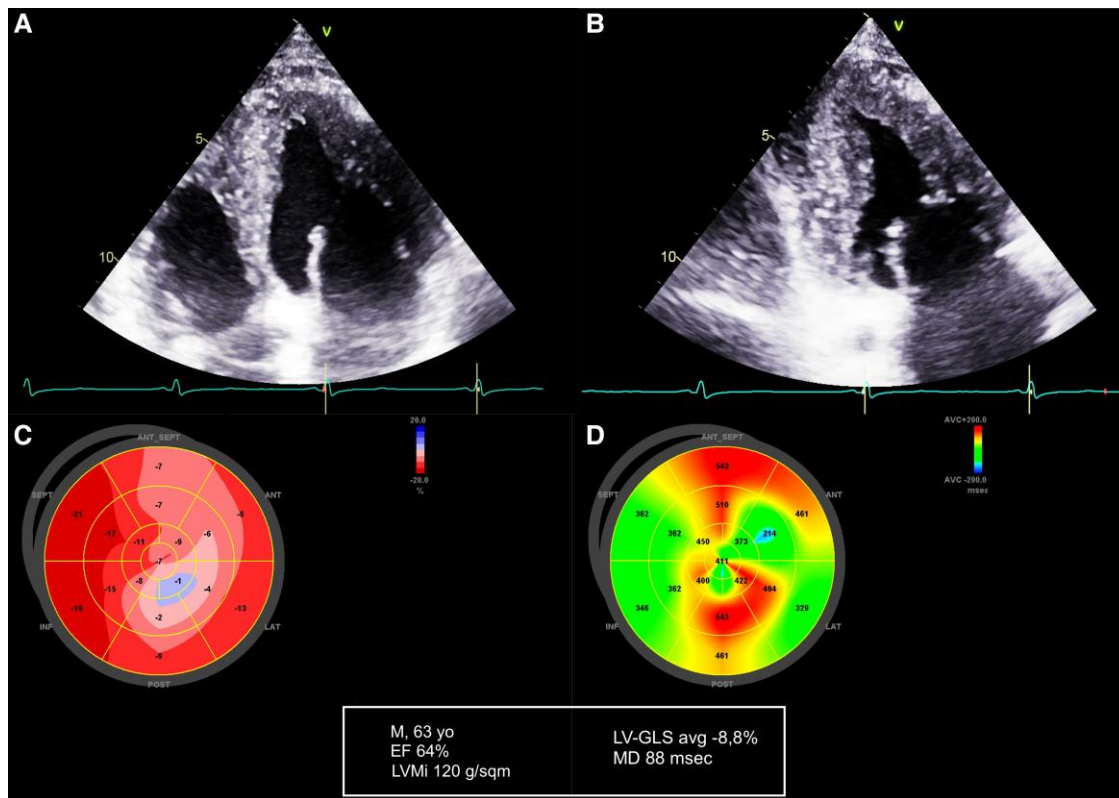 A
V
5
10
B
V
5
10
C
20.0
-20.0
%
ANT_SEPT
SEPT
ANT
INF
LAT
POST
-7
-7
-8
-21
-17
-11
-9
-6
-7
-8
-1
-4
-15
-19
-13
-2
-9
D
AVC+200.0
AVC -200.0
msec
ANT_SEPT
SEPT
ANT
INF
LAT
POST
543
510
461
362
362
450
373
214
411
400
422
494
362
346
329
543
461
M, 63 yo
EF 64%
LVMi 120 g/sqm
LV-GLS avg -8,8%
MD 88 msec